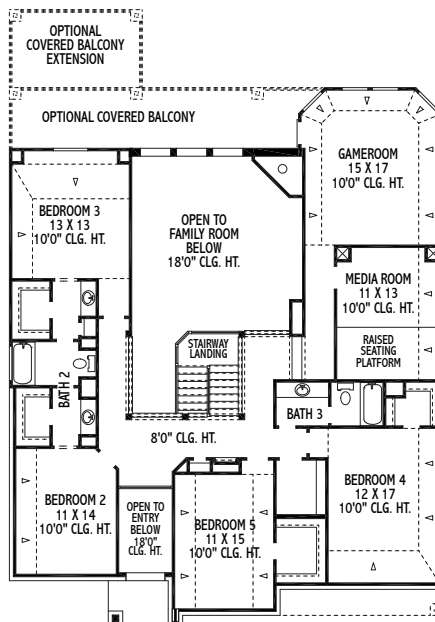 OPTIONAL
COVERED BALCONY
EXTENSION
OPTIONAL COVERED BALCONY
GAMEROOM
15 X 17
10'0" CLG. HT.
BEDROOM 3
13 X 13
10'0" CLG. HT.
OPEN TO
FAMILY ROOM
BELOW
18'0" CLG. HT.
MEDIA ROOM
11 X 13
10'0" CLG. HT.
RAISED
SEATING
PLATFORM
STAIRWAY
LANDING
BATH 2
BATH 3
8'0" CLG. HT.
BEDROOM 2
11 X 14
10'0" CLG. HT.
OPEN TO
ENTRY
BELOW
18'0"
CLG. HT.
BEDROOM 5
11 X 15
10'0" CLG. HT.
BEDROOM 4
12 X 17
10'0" CLG. HT.